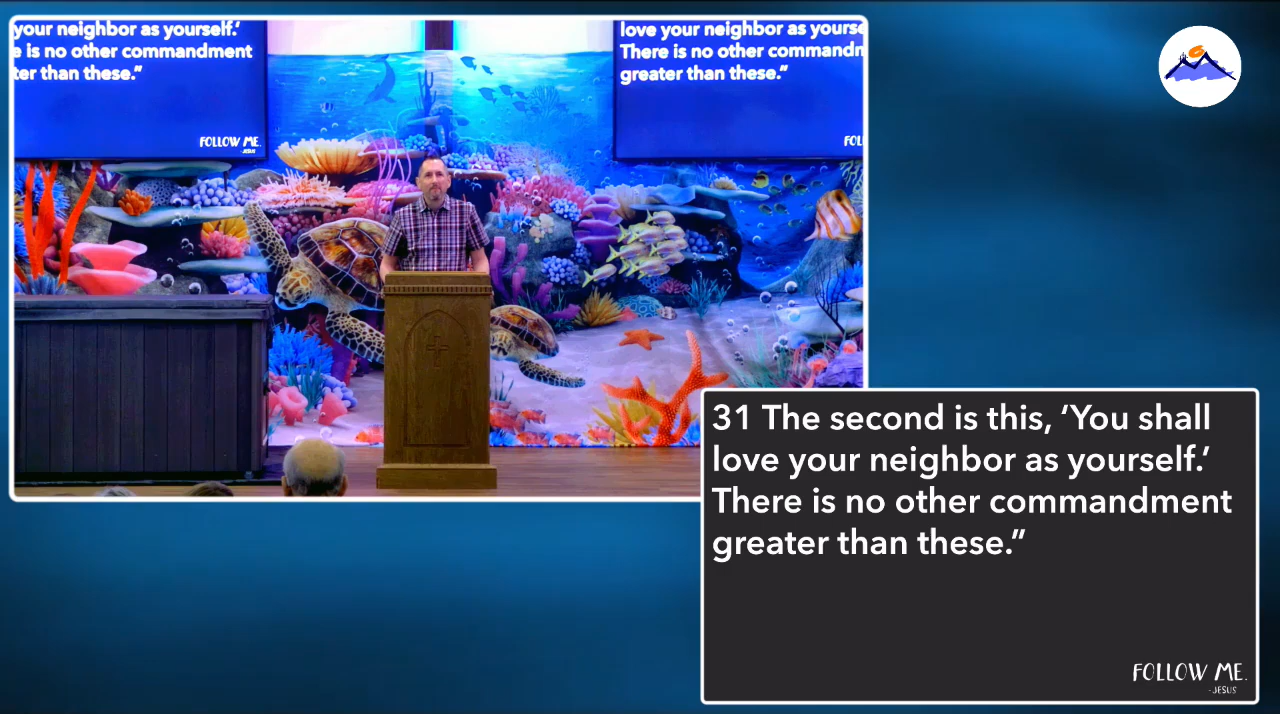 your neighbor as yourself.’
e is no other commandment
ter than these.”
FOLLOW ME.
-JESUS
love your neighbor as yourse
There is no other commandm
greater than these.”
FOL
31 The second is this, ‘You shall
love your neighbor as yourself.’
There is no other commandment
greater than these.”
FOLLOW ME.
-JESUS